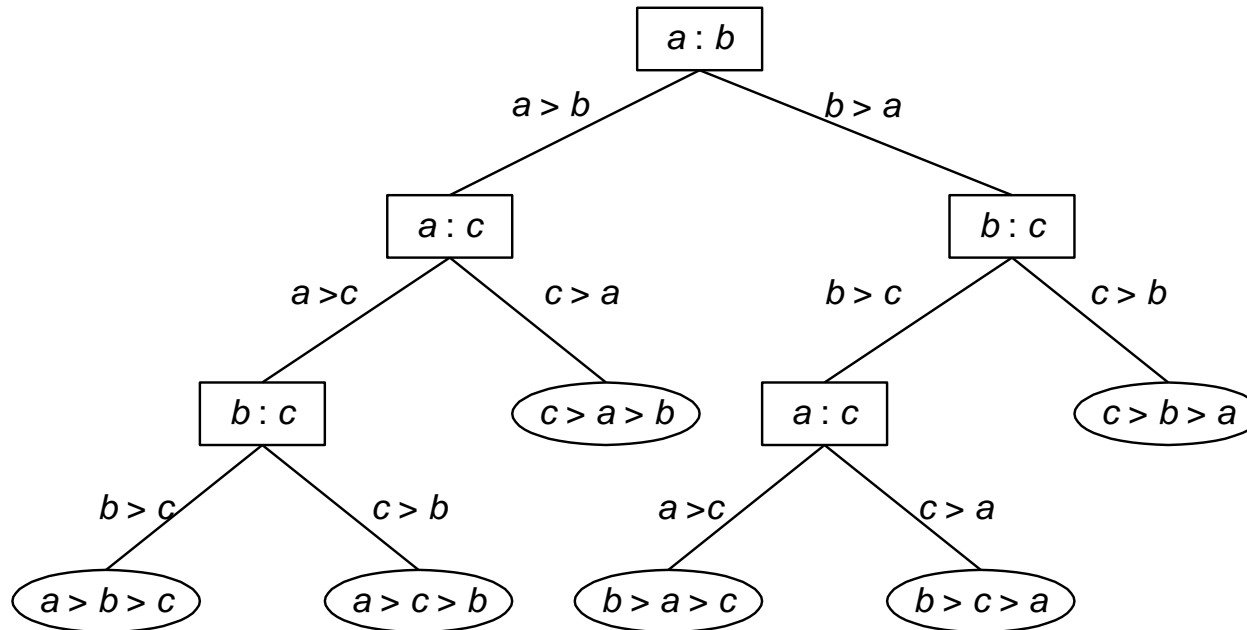 a : b
a > b
b > a
a : c
b : c
a >c
c > a
b > c
c > b
b : c
c > a > b
a : c
c > b > a
b > c
c > b
a >c
c > a
a > b > c
a > c > b
b > a > c
b > c > a